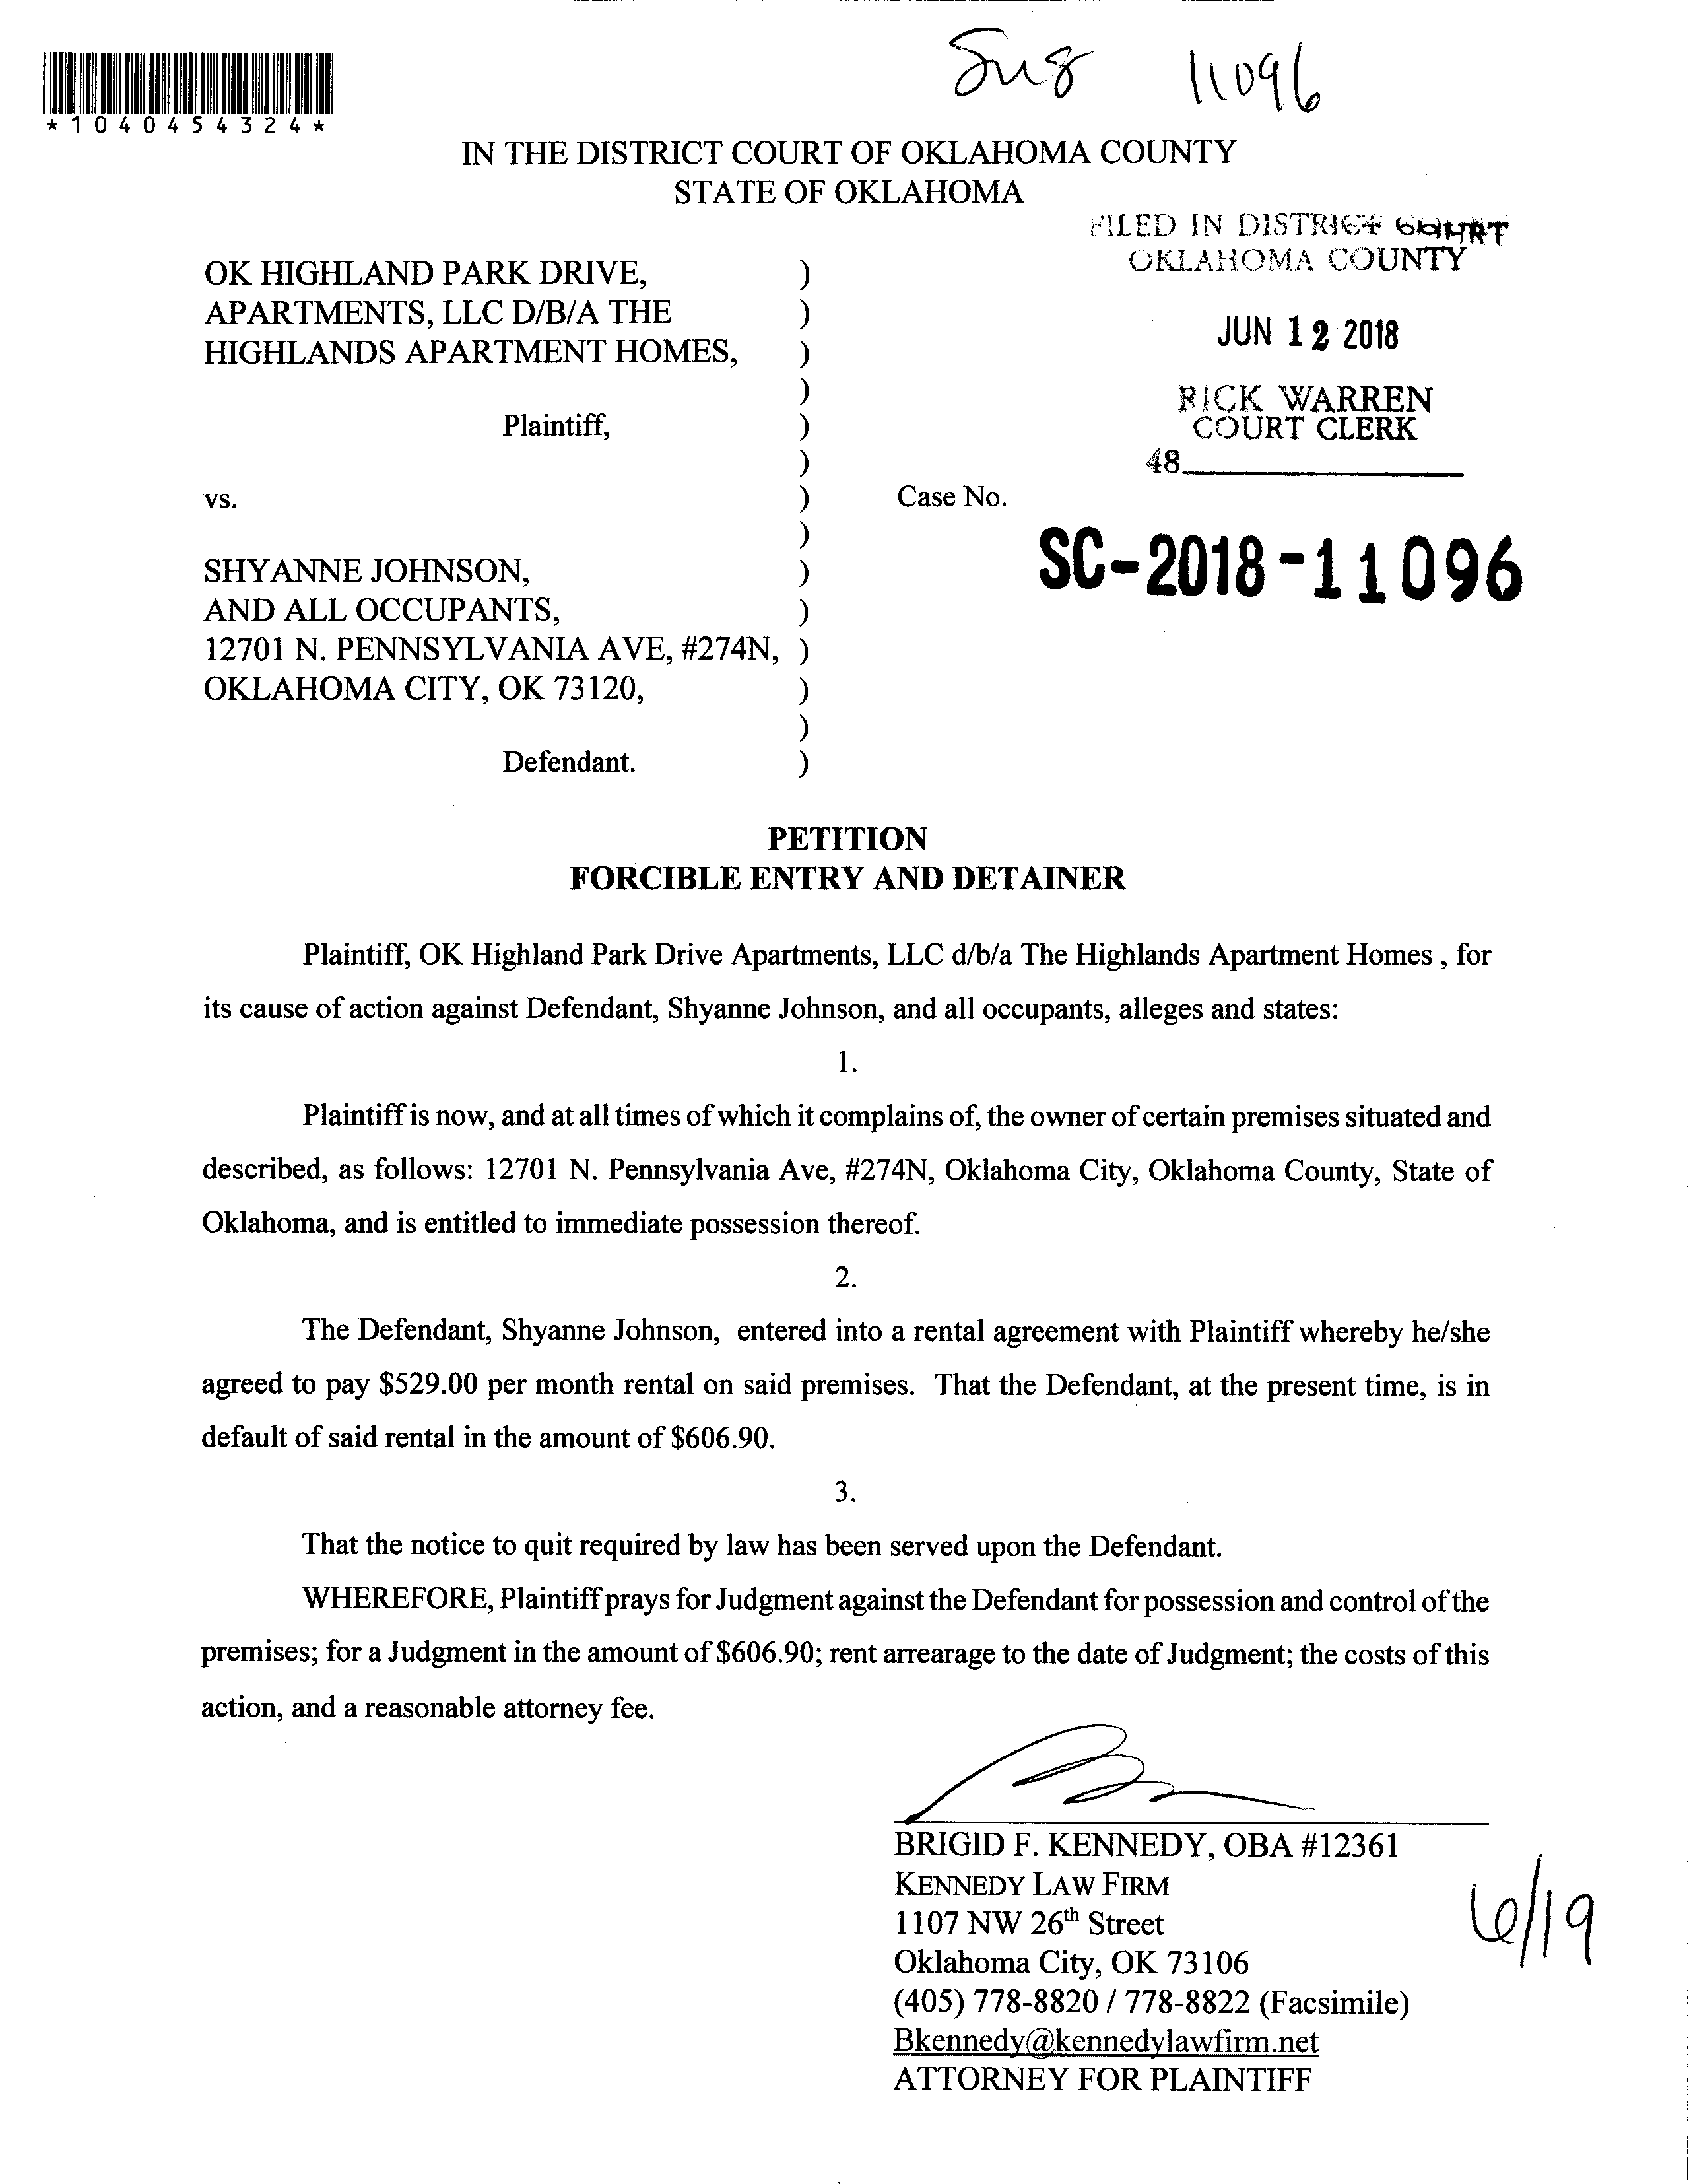 11096
*1040454324*
IN THE DISTRICT COURT OF OKLAHOMA COUNTY
STATE OF OKLAHOMA
FILED IN DISTRICT COURT
OKLAHOMA COUNTY
JUN 12 2018
RICK WARREN
COURT CLERK
48
OK HIGHLAND PARK DRIVE, )
APARTMENTS, LLC D/B/A THE )
HIGHLANDS APARTMENT HOMES, )
)
Plaintiff, )
)
vs. ) Case No.
)
SC-2018-11096
SHYANNE JOHNSON, )
AND ALL OCCUPANTS, )
12701 N. PENNSYLVANIA AVE, #274N, )
OKLAHOMA CITY, OK 73120, )
)
Defendant. )
PETITION
FORCIBLE ENTRY AND DETAINER
Plaintiff, OK Highland Park Drive Apartments, LLC d/b/a The Highlands Apartment Homes , for
its cause of action against Defendant, Shyanne Johnson, and all occupants, alleges and states:
1.
Plaintiff is now, and at all times of which it complains of, the owner of certain premises situated and
described, as follows: 12701 N. Pennsylvania Ave, #274N, Oklahoma City, Oklahoma County, State of
Oklahoma, and is entitled to immediate possession thereof.
2.
The Defendant, Shyanne Johnson, entered into a rental agreement with Plaintiff whereby he/she
agreed to pay $529.00 per month rental on said premises. That the Defendant, at the present time, is in
default of said rental in the amount of $606.90.
3.
That the notice to quit required by law has been served upon the Defendant.
WHEREFORE, Plaintiff prays for Judgment against the Defendant for possession and control of the
premises; for a Judgment in the amount of $606.90; rent arrearage to the date of Judgment; the costs of this
action, and a reasonable attorney fee.
BRIGID F. KENNEDY, OBA #12361
KENNEDY LAW FIRM
1107 NW 26th Street
Oklahoma City, OK 73106
(405) 778-8820 / 778-8822 (Facsimile)
Bkennedy@kennedylawfirm.net
ATTORNEY FOR PLAINTIFF
6/19